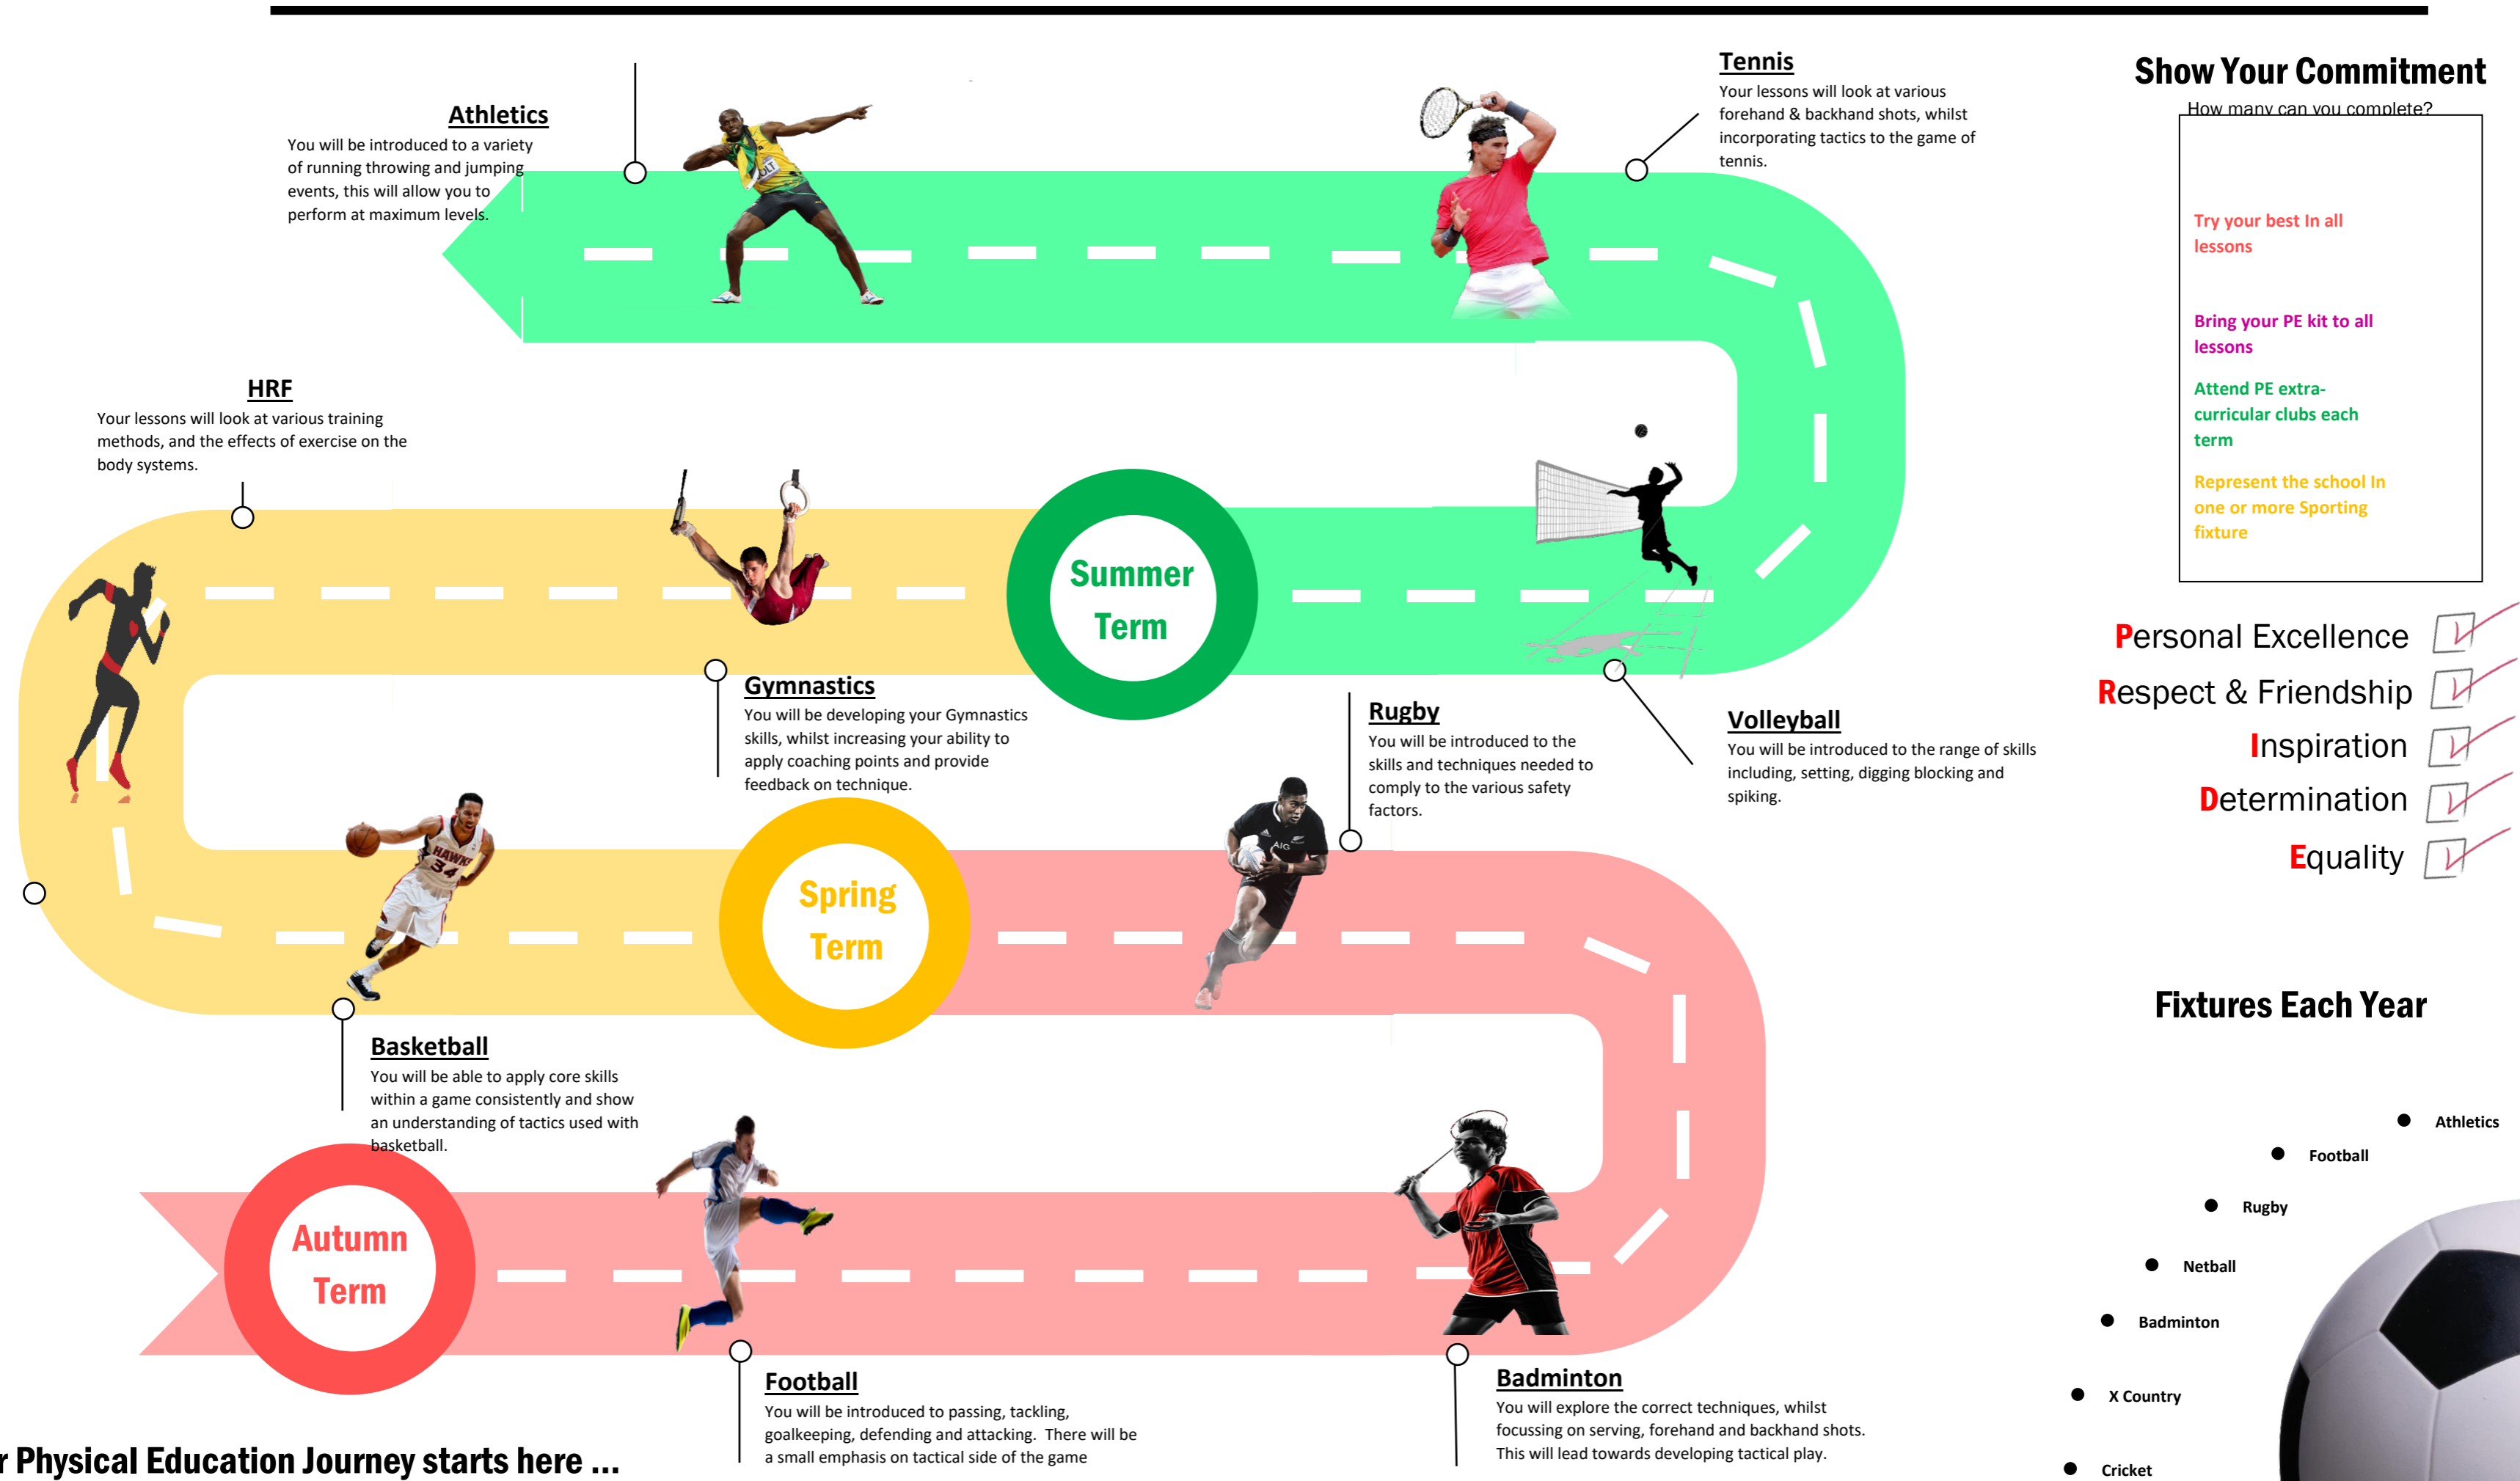 Athletics
You will be introduced to a variety
of running throwing and jumping
events, this will allow you to
perform at maximum levels.
BOLT
Tennis
Your lessons will look at various
forehand & backhand shots, whilst
incorporating tactics to the game of
tennis.
Show Your Commitment
How many can you complete?
Try your best In all
lessons
Bring your PE kit to all
lessons
Attend PE extra-
curricular clubs each
term
Represent the school In
one or more Sporting
fixture
HRF
Your lessons will look at various training
methods, and the effects of exercise on the
body systems.
Summer
Term
Gymnastics
You will be developing your Gymnastics
skills, whilst increasing your ability to
apply coaching points and provide
feedback on technique.
Rugby
You will be introduced to the
skills and techniques needed to
comply to the various safety
factors.
Volleyball
You will be introduced to the range of skills
including, setting, digging blocking and
spiking.
Personal Excellence
Respect & Friendship
Inspiration
Determination
Equality
HAWKS
34
AIG
Spring
Term
Basketball
You will be able to apply core skills
within a game consistently and show
an understanding of tactics used with
basketball.
Fixtures Each Year
• Athletics
• Football
• Rugby
• Netball
• Badminton
• X Country
• Cricket
Autumn
Term
Football
You will be introduced to passing, tackling,
goalkeeping, defending and attacking.  There will be
a small emphasis on tactical side of the game
Badminton
You will explore the correct techniques, whilst
focussing on serving, forehand and backhand shots.
This will lead towards developing tactical play.
r Physical Education Journey starts here ...